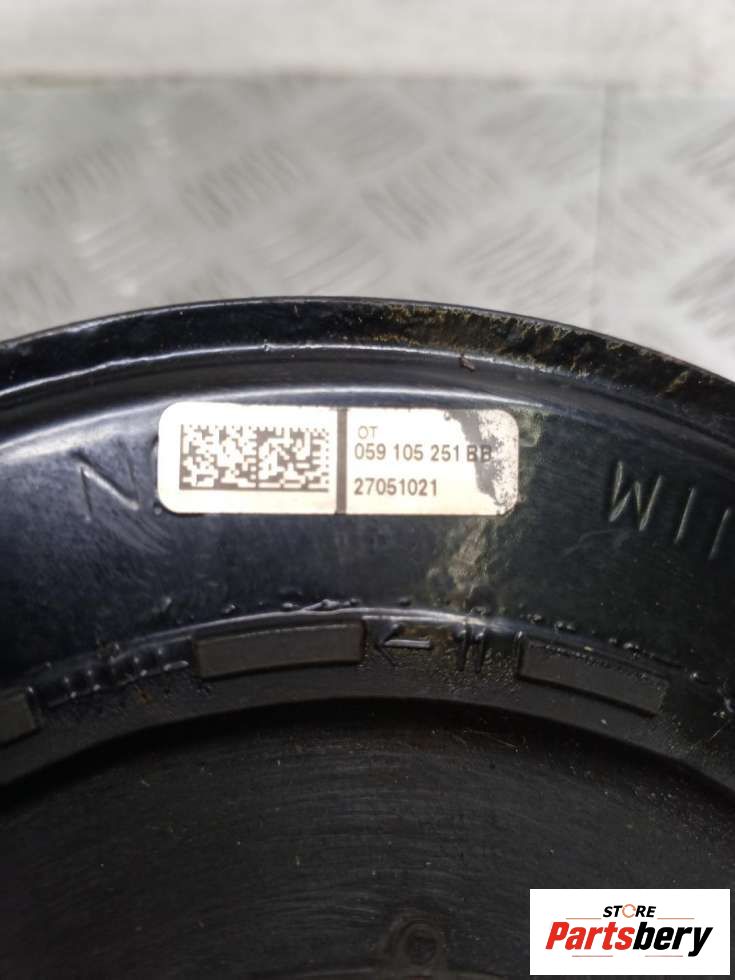 OT
059 105 251 BB
27051021
STORE
Partsbery